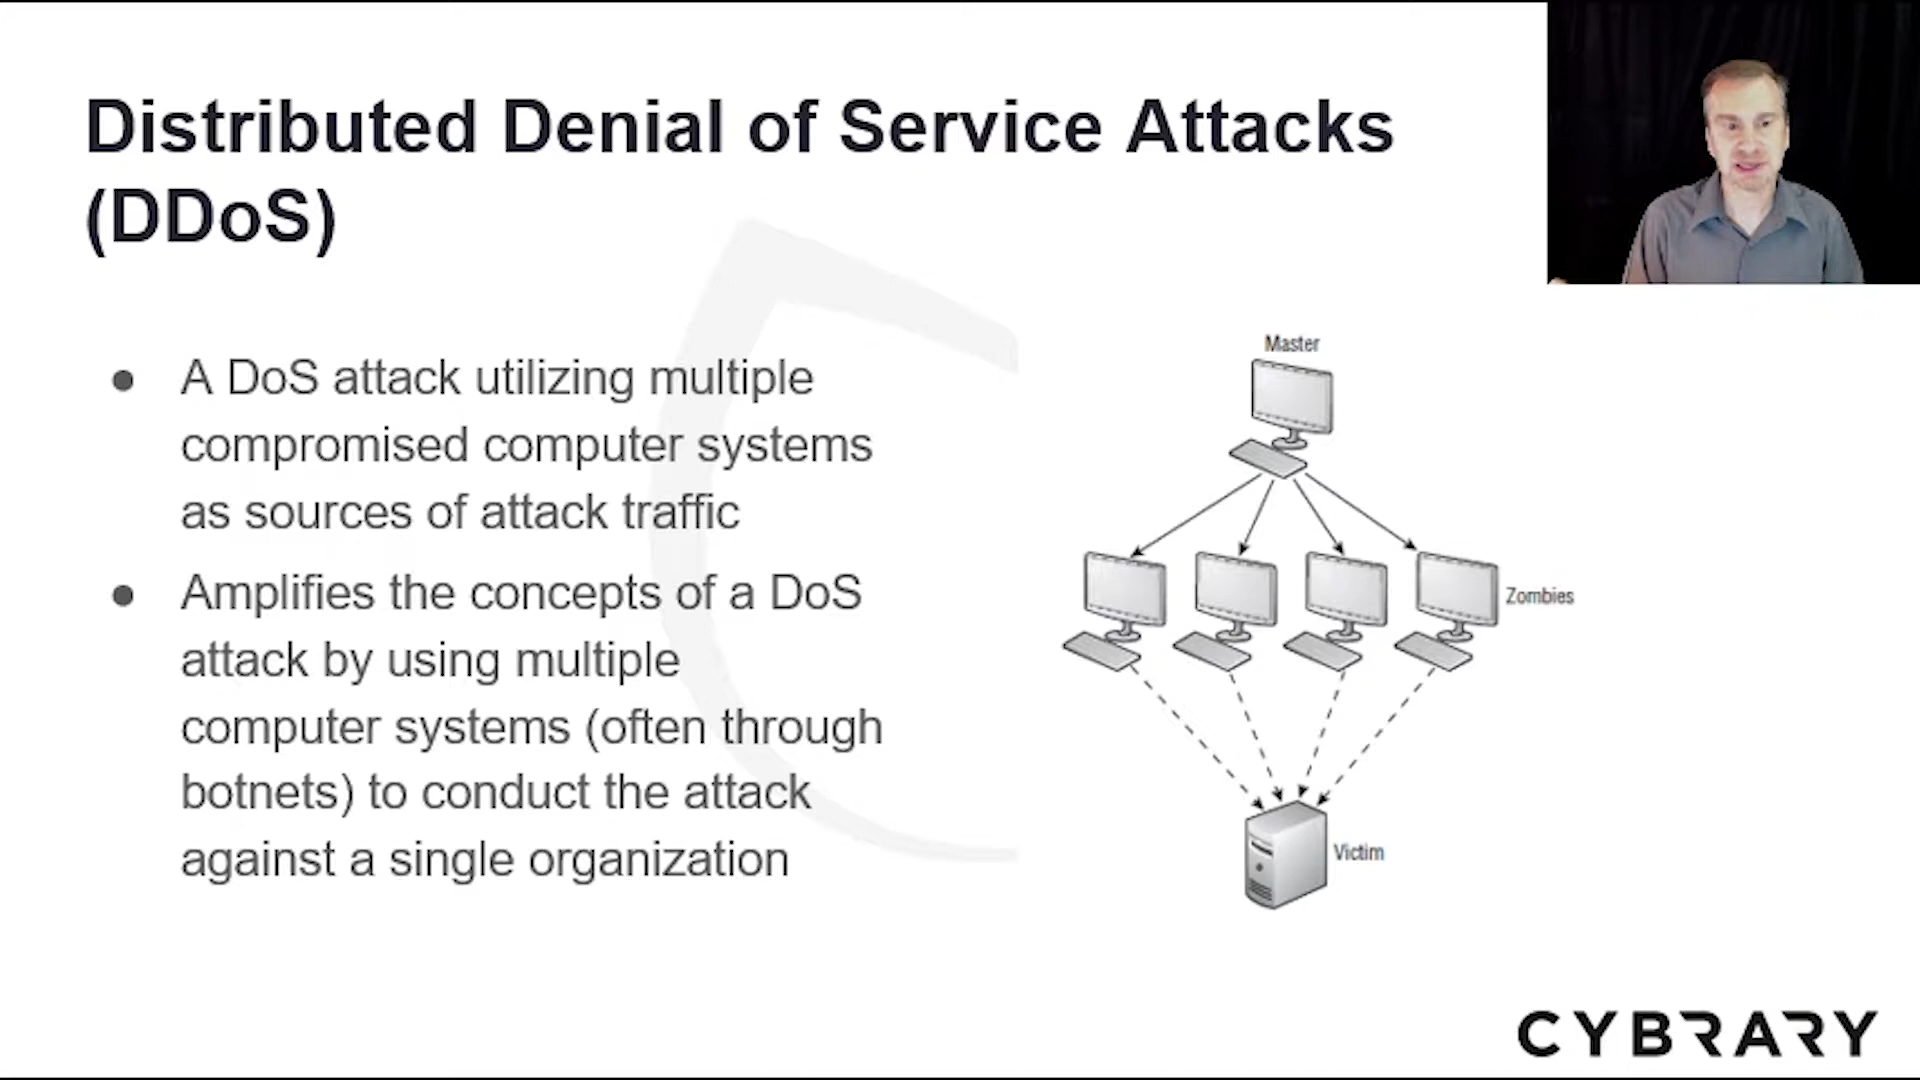 Distributed Denial of Service Attacks
(DDoS)
● A DoS attack utilizing multiple
compromised computer systems
as sources of attack traffic
● Amplifies the concepts of a DoS
attack by using multiple
computer systems (often through
botnets) to conduct the attack
against a single organization
Master
Zombies
Victim
CYBRARY